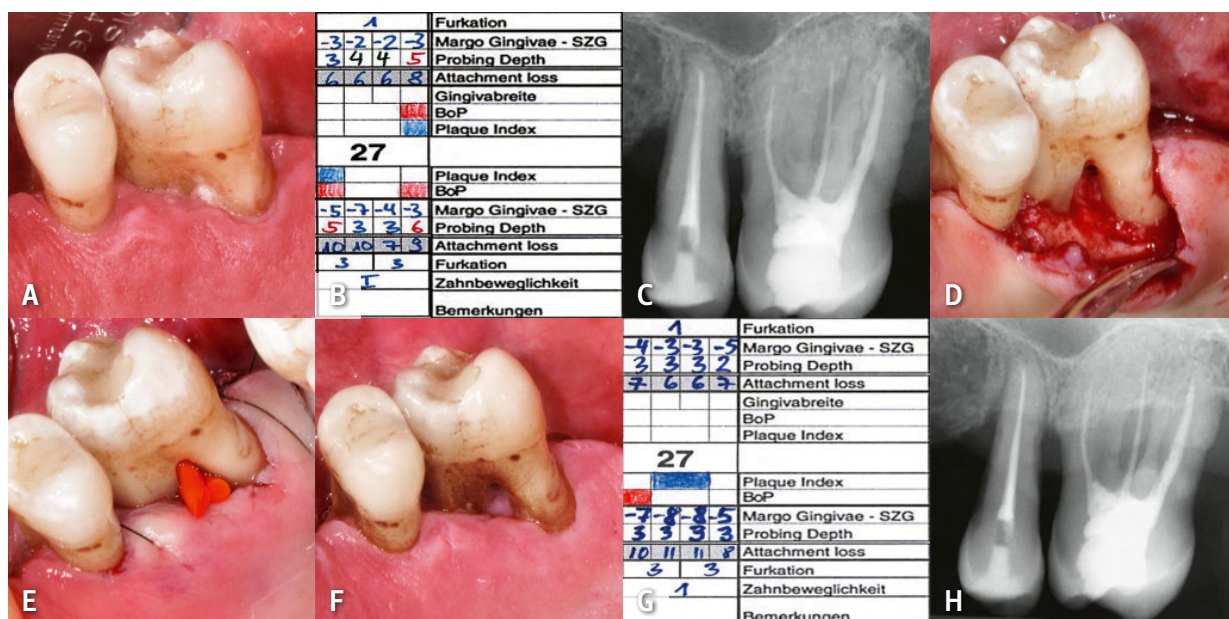 A
B
1 Furkation
-3 -2 -2 -3 Margo Gingivae - SZG
3 4 4 5 Probing Depth
6 6 6 8 Attachment loss
Gingivabreite
BoP
Plaque Index
27
Plaque Index
BoP
-5 -7 -4 -3 Margo Gingivae - SZG
5 3 3 6 Probing Depth
10 10 7 9 Attachment loss
3 3 Furkation
I Zahnbeweglichkeit
Bemerkungen
C
D
E
F
G
1 Furkation
-4 -3 -3 -5 Margo Gingivae - SZG
3 3 3 2 Probing Depth
7 6 6 7 Attachment loss
Gingivabreite
BoP
Plaque Index
27
Plaque Index
BoP
-7 -8 -8 -5 Margo Gingivae - SZG
3 3 3 3 Probing Depth
10 11 11 8 Attachment loss
3 3 Furkation
1 Zahnbeweglichkeit
Bemerkungen
H